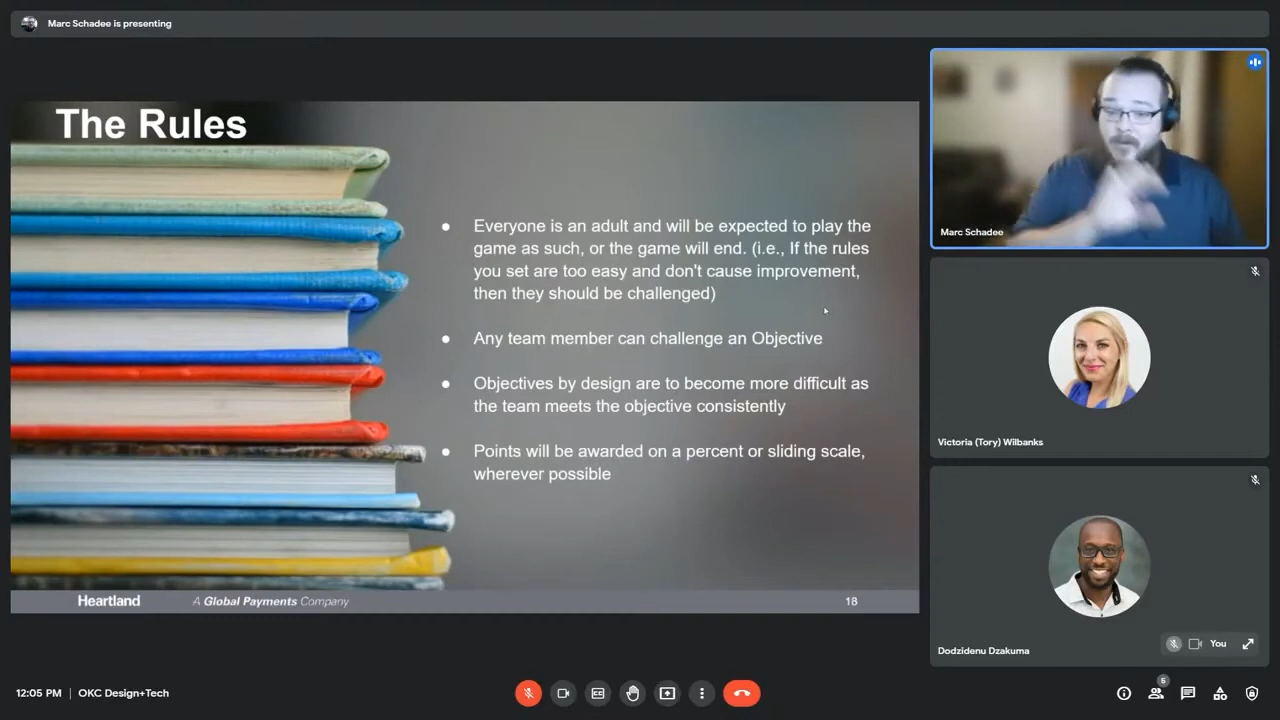 Marc Schadee is presenting
The Rules
● Everyone is an adult and will be expected to play the
game as such, or the game will end. (i.e., If the rules
you set are too easy and don't cause improvement,
then they should be challenged)
● Any team member can challenge an Objective
● Objectives by design are to become more difficult as
the team meets the objective consistently
● Points will be awarded on a percent or sliding scale,
wherever possible
Heartland
A Global Payments Company
18
Marc Schadee
Victoria (Tory) Wilbanks
Dodzidenu Dzakuma
You
12:05 PM | OKC Design+Tech
5